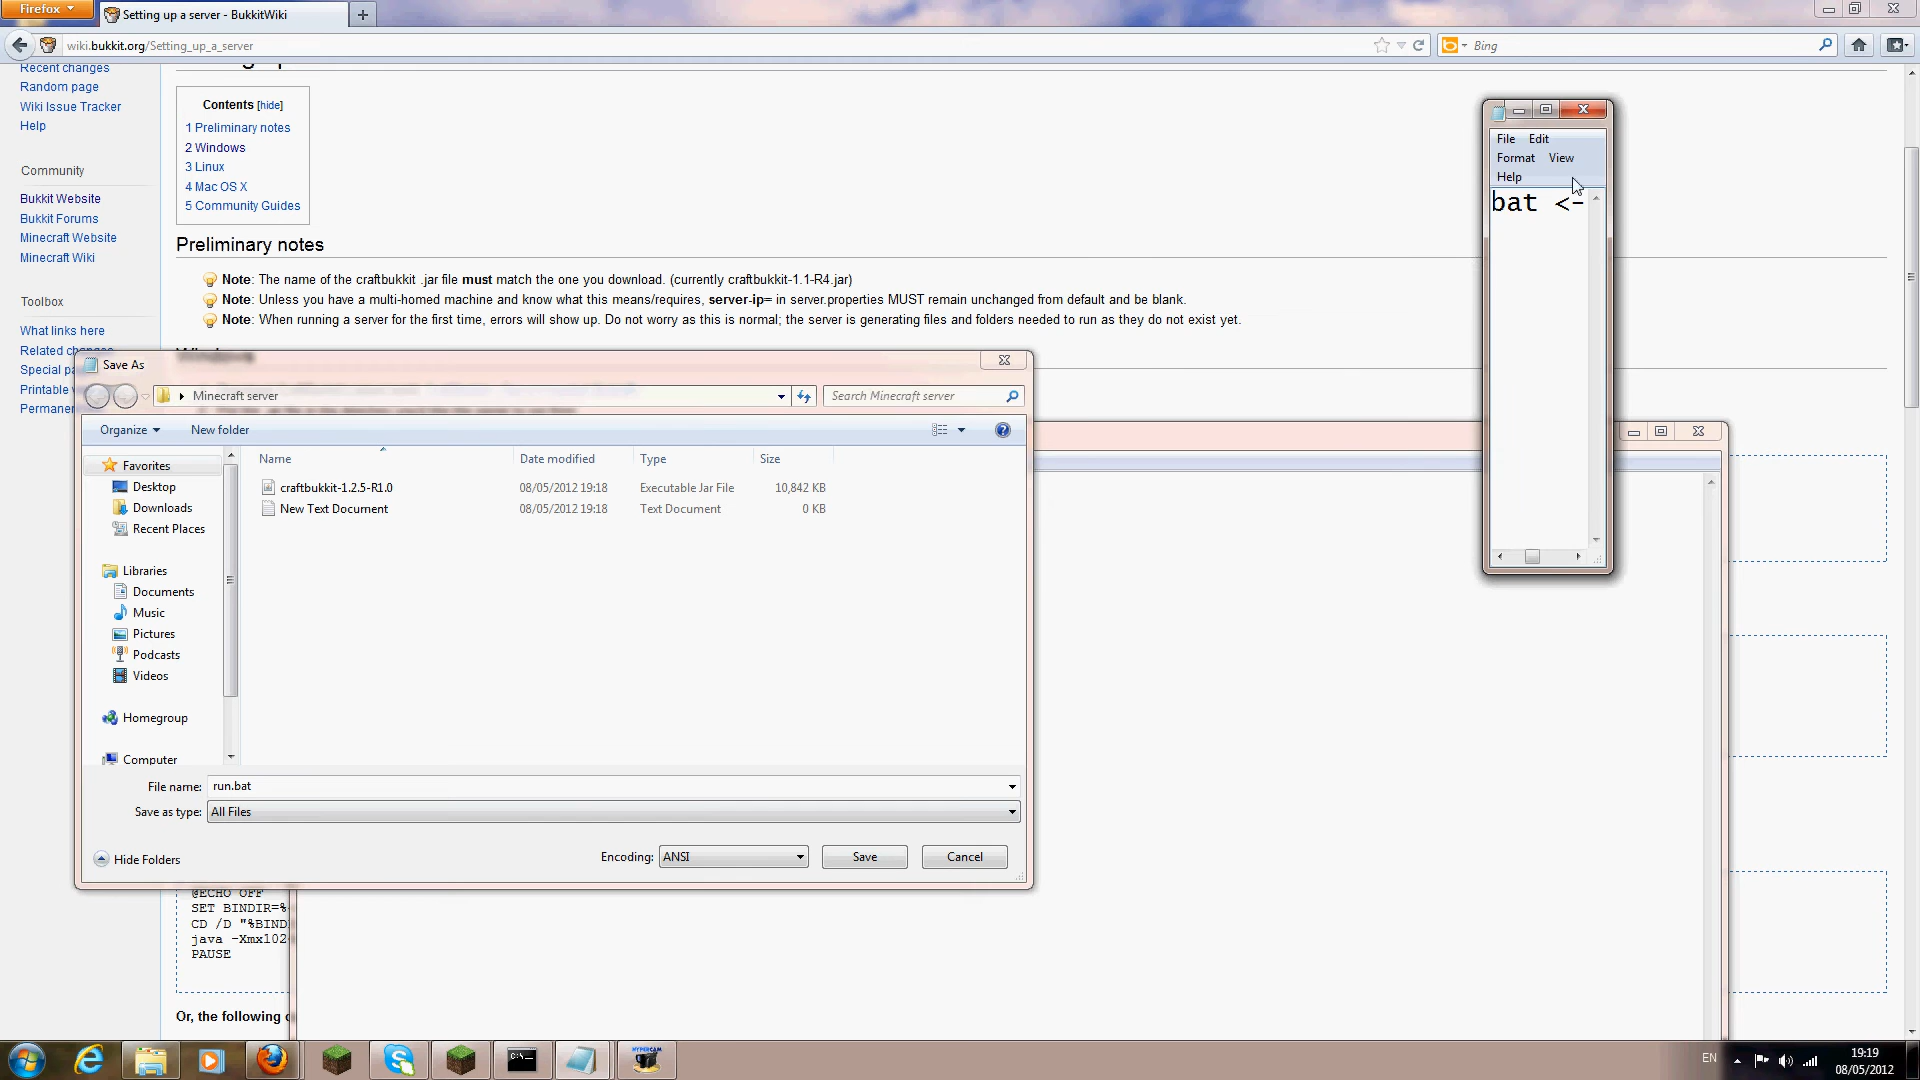 Firefox
Setting up a server - BukkitWiki
wiki.bukkit.org/Setting_up_a_server
Bing
Recent changes
Random page
Wiki Issue Tracker
Help
Community
Bukkit Website
Bukkit Forums
Minecraft Website
Minecraft Wiki
Toolbox
What links here
Related
Special
Printable
Contents [hide]
1 Preliminary notes
2 Windows
3 Linux
4 Mac OS X
5 Community Guides
Preliminary notes
Note: The name of the craftbukkit .jar file must match the one you download. (currently craftbukkit-1.1-R4.jar)
Note: Unless you have a multi-homed machine and know what this means/requires, server-ip= in server.properties MUST remain unchanged from default and be blank.
Note: When running a server for the first time, errors will show up. Do not worry as this is normal; the server is generating files and folders needed to run as they do not exist yet.
Windows
File Edit
Format View
Help
bat <-
Save As
Minecraft server
Search Minecraft server
Organize
New folder
Name Date modified Type Size
craftbukkit-1.2.5-R1.0 08/05/2012 19:18 Executable Jar File 10,842 KB
New Text Document 08/05/2012 19:18 Text Document 0 KB
Favorites
Desktop
Downloads
Recent Places
Libraries
Documents
Music
Pictures
Podcasts
Videos
Homegroup
Computer
File name: run.bat
Save as type: All Files
Hide Folders
Encoding: ANSI
Save
Cancel
@ECHO OFF
SET BINDIR=%
CD /D "%BIND
java -Xmx102
PAUSE
Or, the following
C:\_
HYPERCAM
EN
19:19
08/05/2012